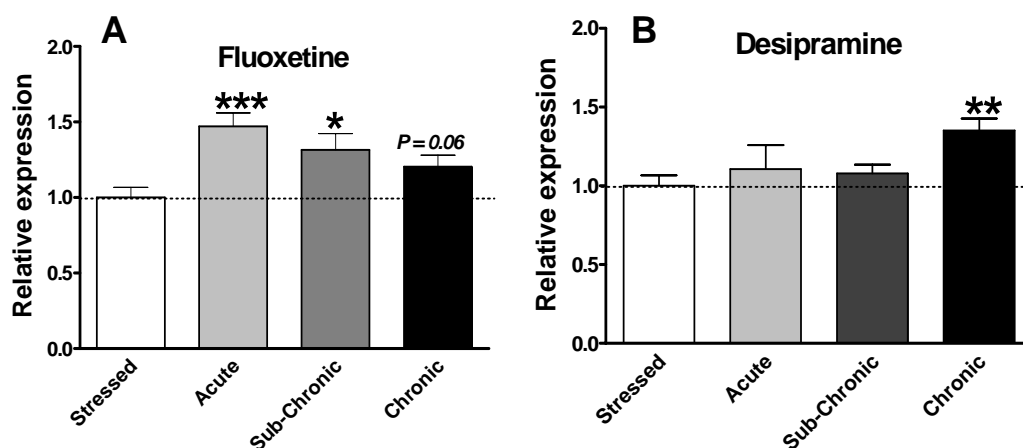 A
Fluoxetine
Relative expression
2.0
1.5
1.0
0.5
0.0
***
*
P = 0.06
Stressed
Acute
Sub-Chronic
Chronic
B
Desipramine
Relative expression
2.0
1.5
1.0
0.5
0.0
**
Stressed
Acute
Sub-Chronic
Chronic